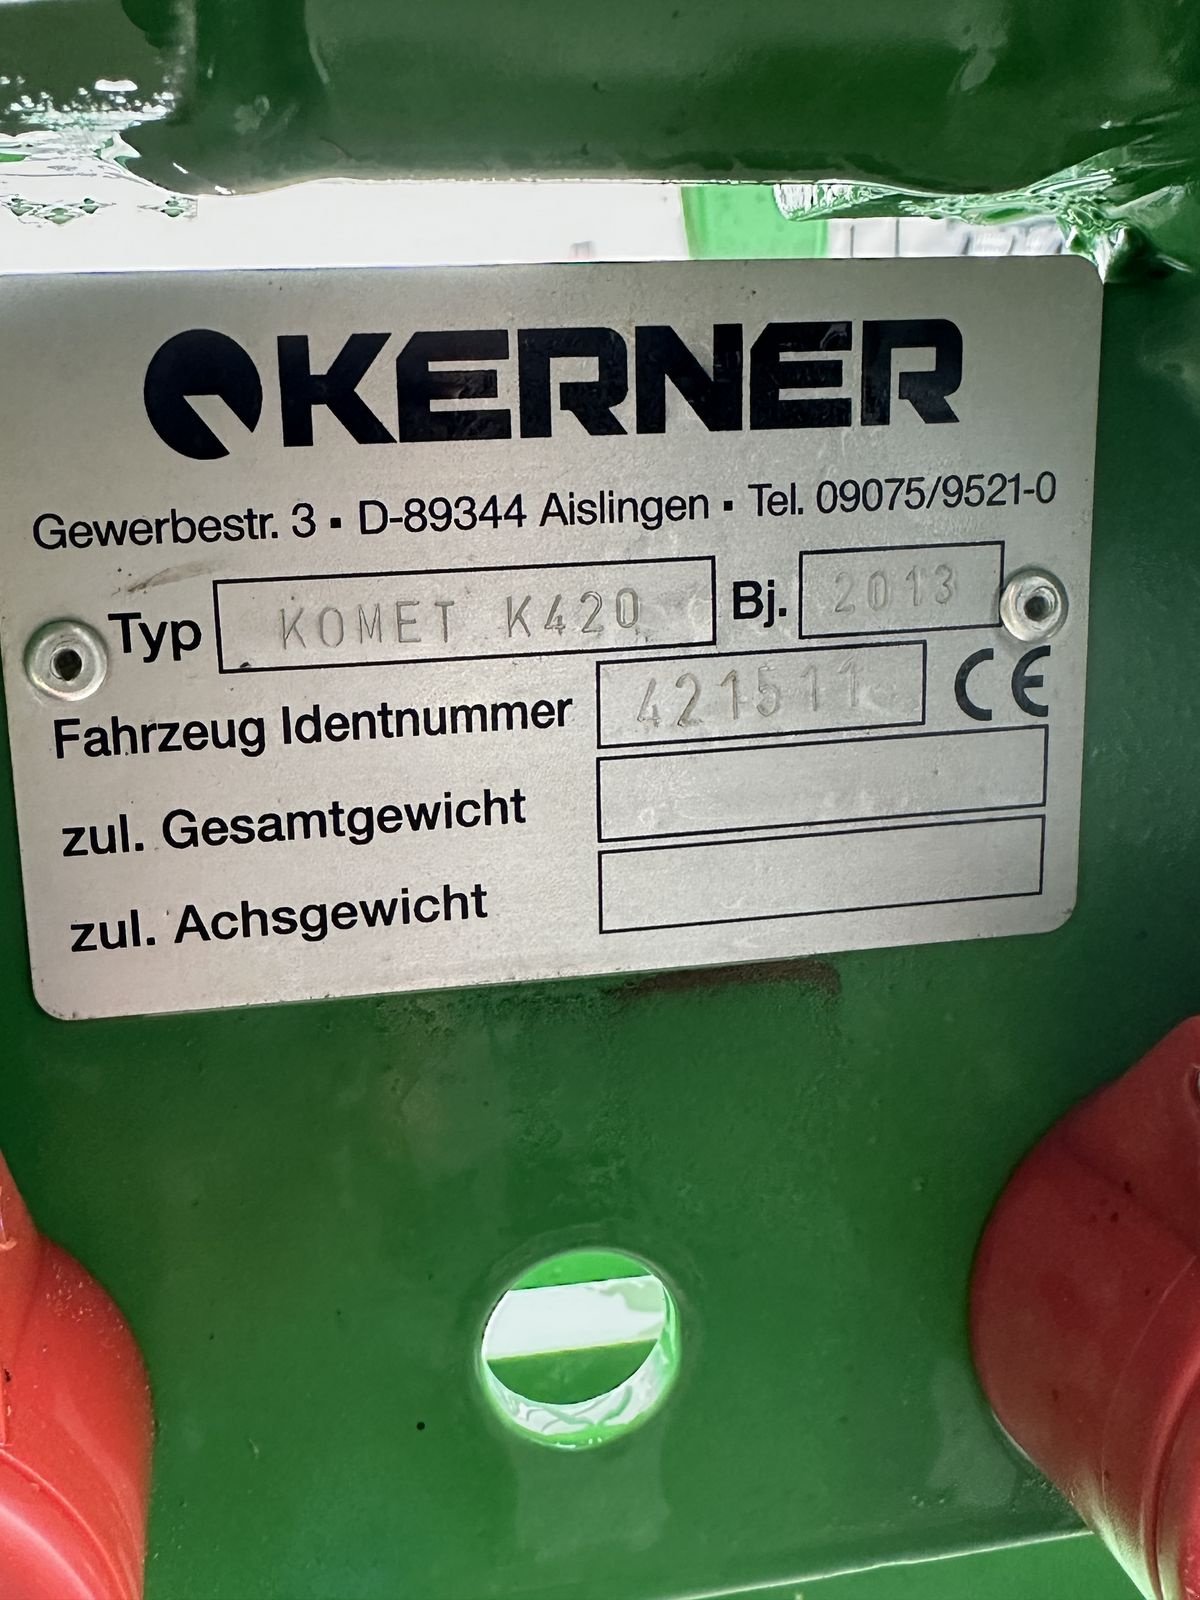 KERNER
Gewerbestr. 3 ▪ D-89344 Aislingen ▪ Tel. 09075/9521-0
Typ KOMET K420 Bj. 2013
Fahrzeug Identnummer 421511 CE
zul. Gesamtgewicht
zul. Achsgewicht